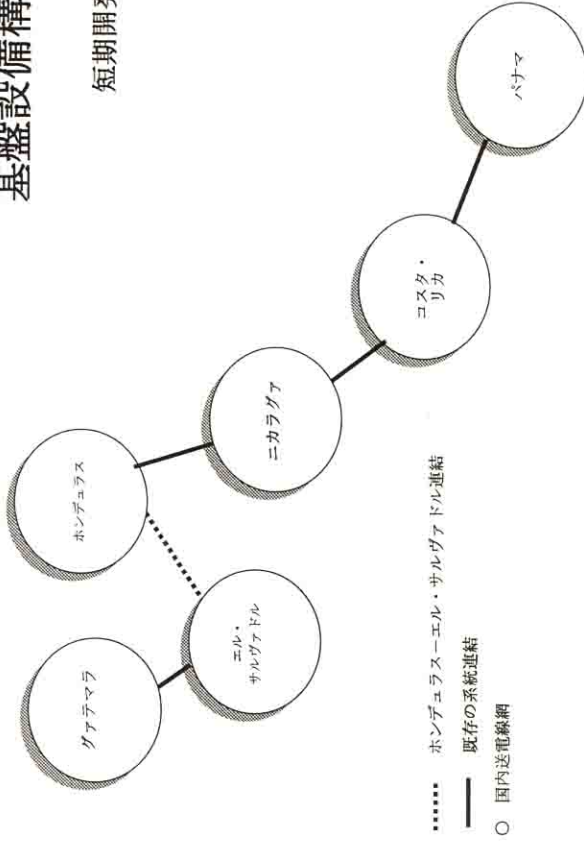 基盤設備構
短期開発
グァテマラ
エル・
サルヴァドル
ホンデュラス
ニカラグァ
コスタ・
リカ
パナマ
ホンデュラス－エル・サルヴァドル連結
既存の系統連結
○ 国内送電線網